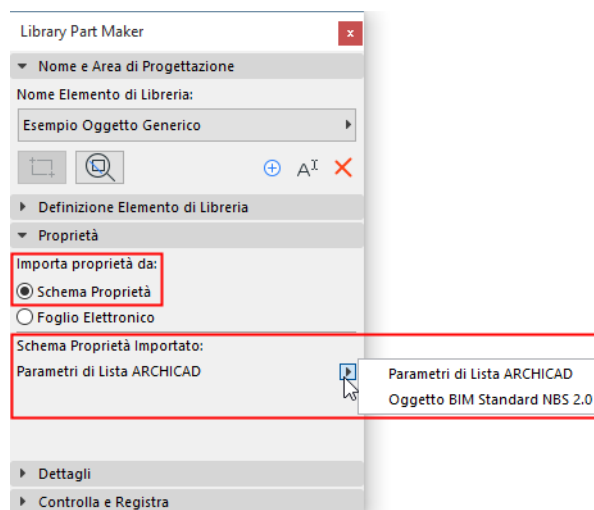 Library Part Maker
x
Nome e Area di Progettazione
Nome Elemento di Libreria:
Esempio Oggetto Generico
Definizione Elemento di Libreria
Proprietà
Importa proprietà da:
Schema Proprietà
Foglio Elettronico
Schema Proprietà Importato:
Parametri di Lista ARCHICAD
Parametri di Lista ARCHICAD
Oggetto BIM Standard NBS 2.0
Dettagli
Controlla e Registra